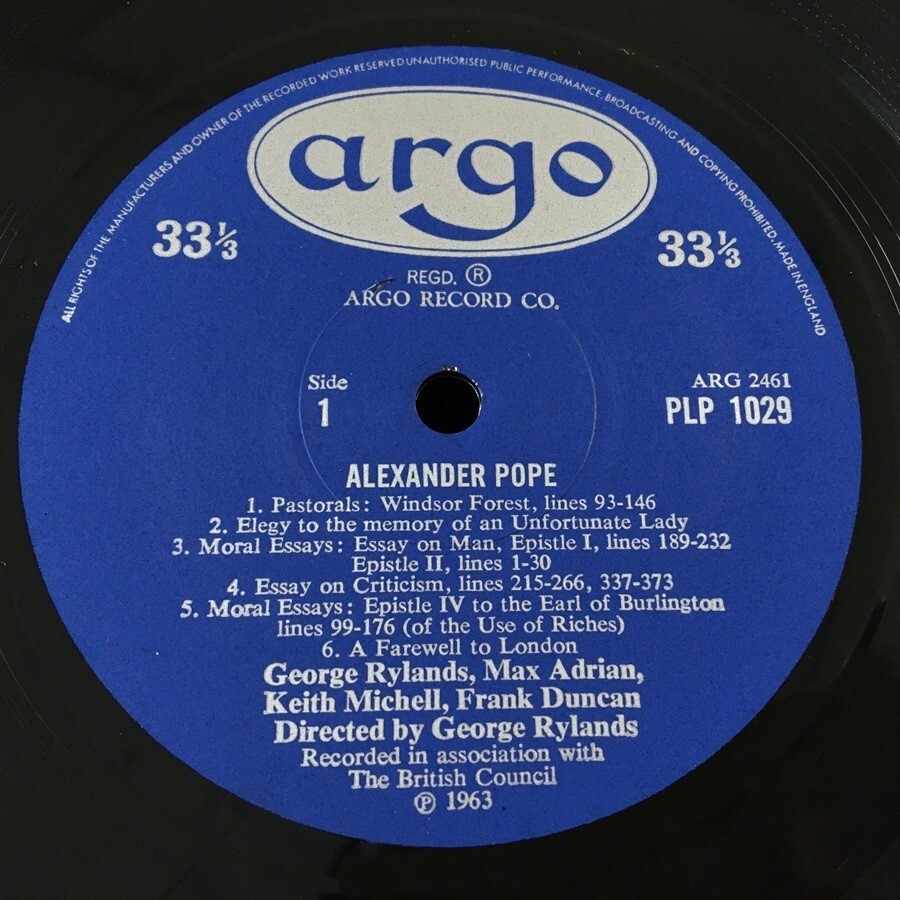 ALL RIGHTS OF THE MANUFACTURERS AND OWNER OF THE RECORDED WORK RESERVED UNAUTHORISED PUBLIC PERFORMANCE, BROADCASTING AND COPYING PROHIBITED. MADE IN ENGLAND
argo
33⅓ 33⅓
REGD. ®
ARGO RECORD CO.
Side ARG 2461
1 PLP 1029
ALEXANDER POPE
1. Pastorals: Windsor Forest, lines 93-146
2. Elegy to the memory of an Unfortunate Lady
3. Moral Essays: Essay on Man, Epistle I, lines 189-232
Epistle II, lines 1-30
4. Essay on Criticism, lines 215-266, 337-373
5. Moral Essays: Epistle IV to the Earl of Burlington
lines 99-176 (of the Use of Riches)
6. A Farewell to London
George Rylands, Max Adrian,
Keith Michell, Frank Duncan
Directed by George Rylands
Recorded in association with
The British Council
℗ 1963